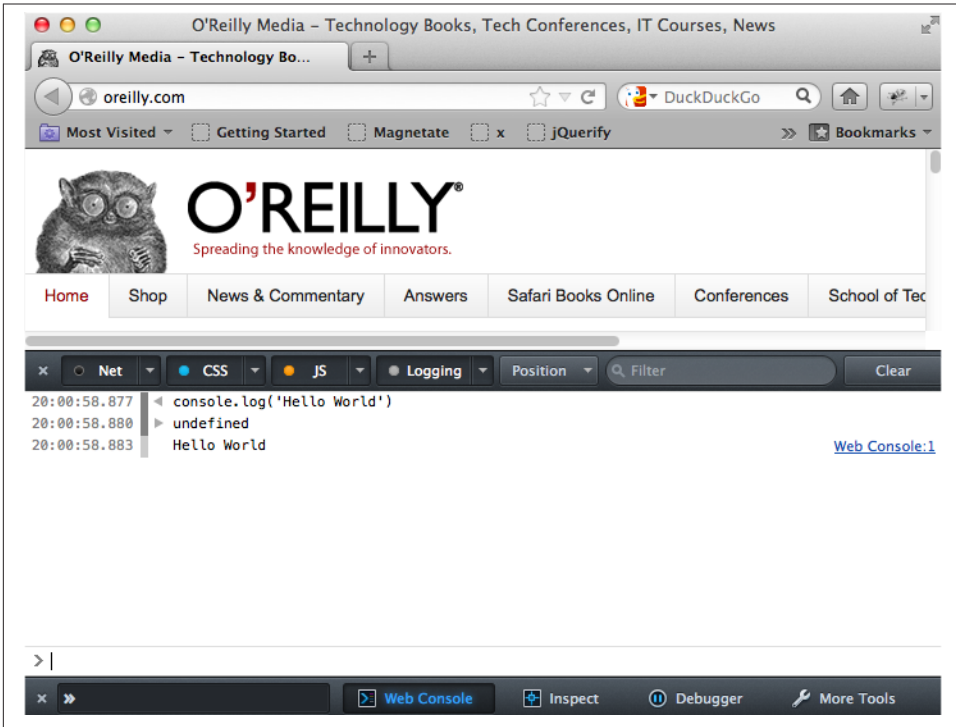 O'Reilly Media – Technology Books, Tech Conferences, IT Courses, News
O'Reilly Media – Technology Bo...
oreilly.com
DuckDuckGo
Most Visited
Getting Started
Magnetate
x
jQuerify
Bookmarks
O'REILLY®
Spreading the knowledge of innovators.
Home
Shop
News & Commentary
Answers
Safari Books Online
Conferences
School of Tec
× Net
CSS
JS
Logging
Position
Filter
Clear
20:00:58.877 console.log('Hello World')
20:00:58.880 undefined
20:00:58.883 Hello World
Web Console:1
>
× »
Web Console
Inspect
Debugger
More Tools